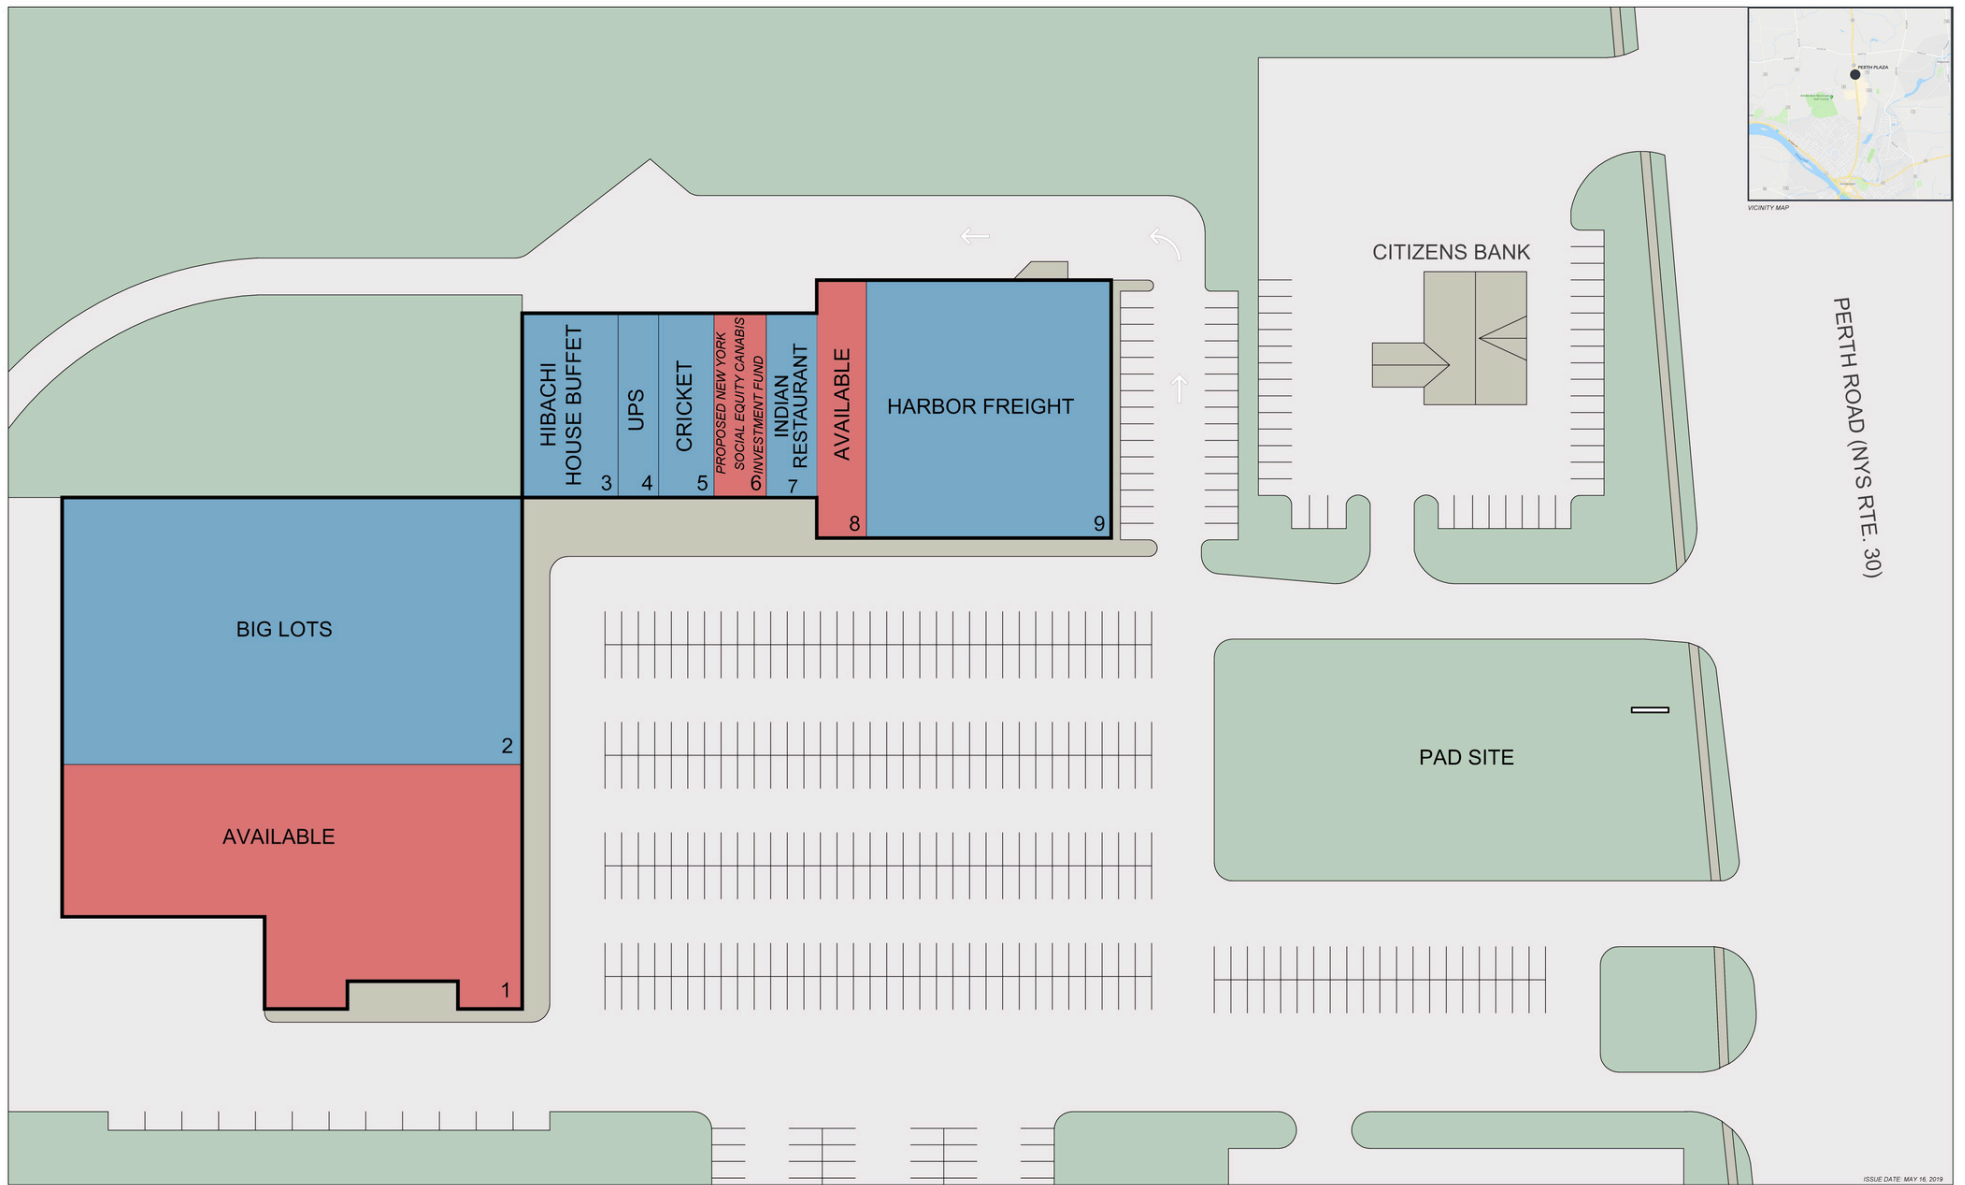 PERTH PLAZA
VICINITY MAP
CITIZENS BANK
PERTH ROAD (NYS RTE. 30)
HIBACHI
HOUSE BUFFET
3
UPS
4
CRICKET
5
PROPOSED NEW YORK
SOCIAL EQUITY CANABIS
INVESTMENT FUND
6
INDIAN
RESTAURANT
7
AVAILABLE
8
HARBOR FREIGHT
9
BIG LOTS
2
AVAILABLE
1
PAD SITE
ISSUE DATE: MAY 16, 2019